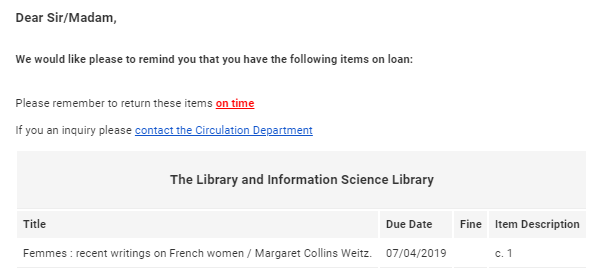 Dear Sir/Madam,
We would like please to remind you that you have the following items on loan:
Please remember to return these items on time
If you an inquiry please contact the Circulation Department
The Library and Information Science Library
Title Due Date Fine Item Description
Femmes : recent writings on French women / Margaret Collins Weitz. 07/04/2019 c. 1